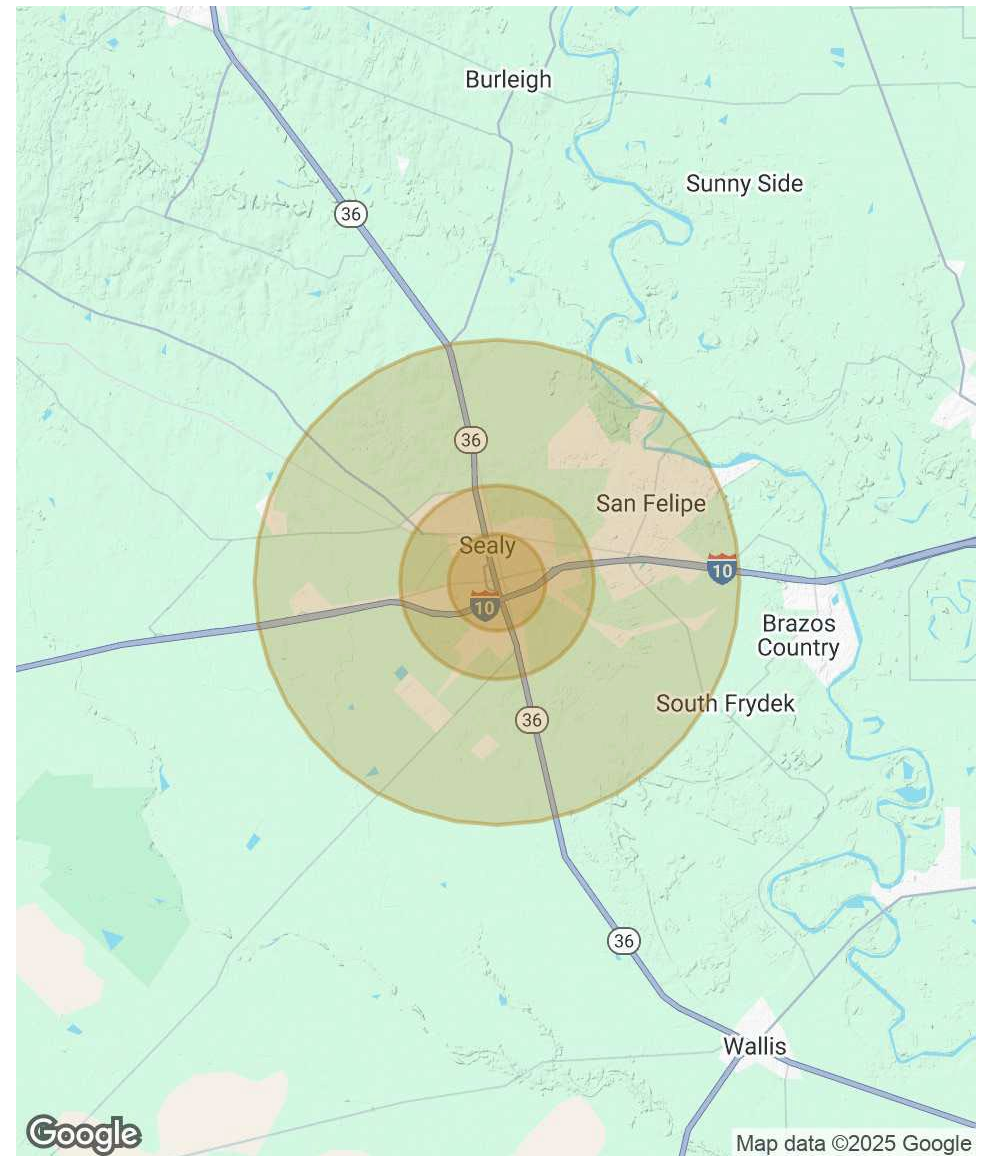 Burleigh
Sunny Side
36
36
San Felipe
Sealy
10
10
Brazos
Country
South Frydek
36
36
Wallis
Google
Map data ©2025 Google